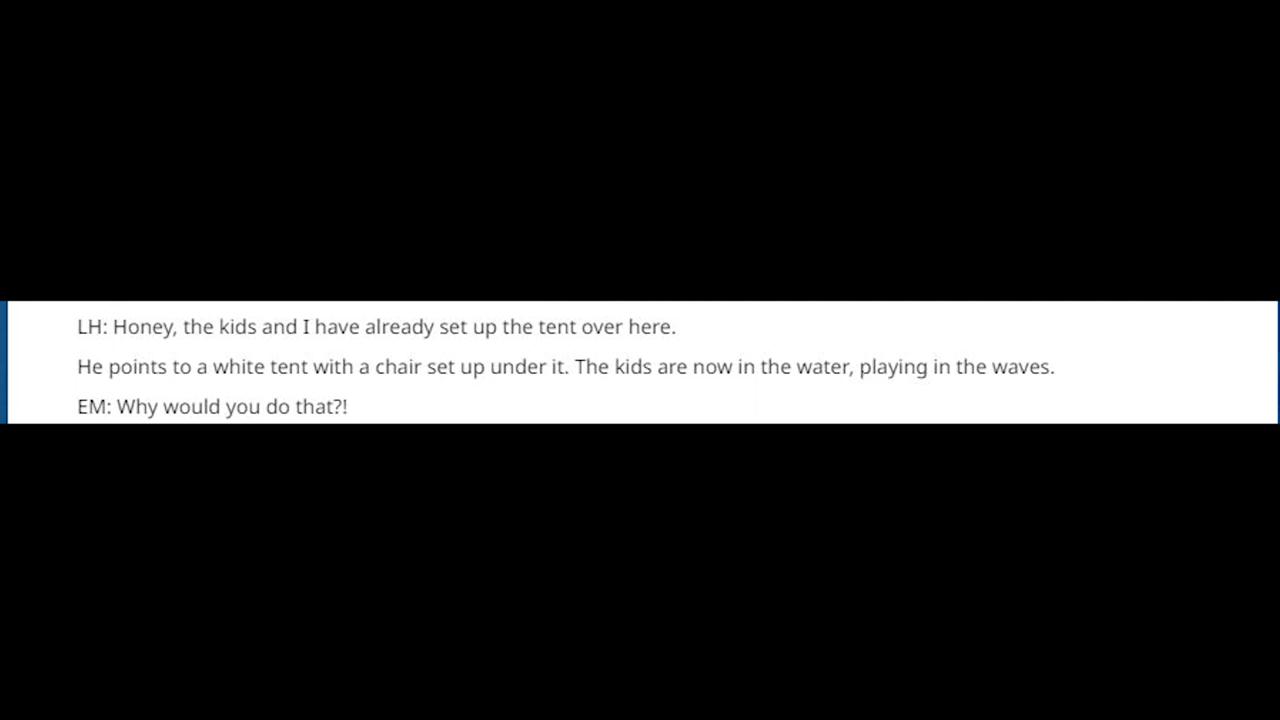 LH: Honey, the kids and I have already set up the tent over here.
He points to a white tent with a chair set up under it. The kids are now in the water, playing in the waves.
EM: Why would you do that?!